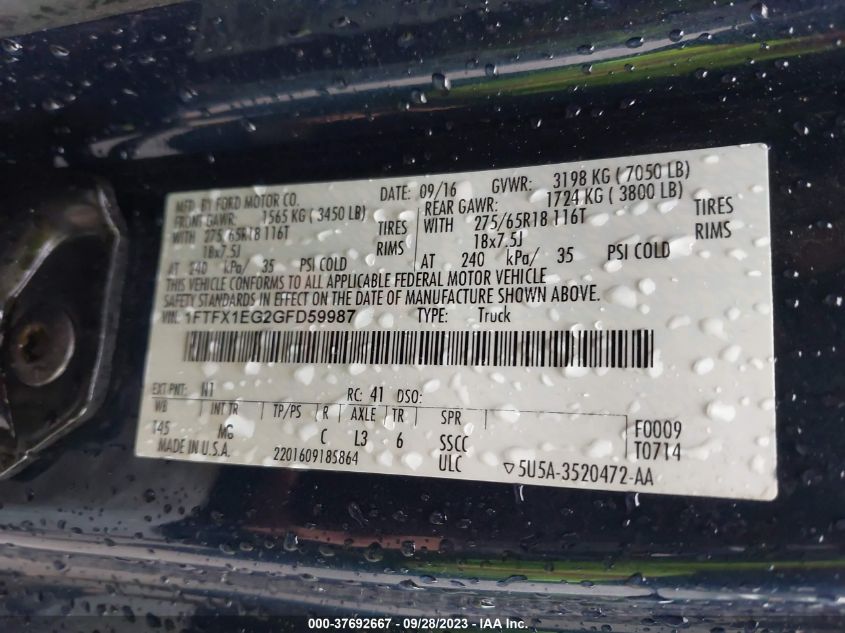 MFD. BY FORD MOTOR CO. DATE: 09/16 GVWR: 3198 KG ( 7050 LB)
FRONT GAWR: 1565 KG ( 3450 LB) REAR GAWR: 1724 KG ( 3800 LB)
WITH 275/65R18 116T TIRES WITH 275/65R18 116T TIRES
18x7.5J RIMS 18x7.5J RIMS
AT 240 kPa/ 35 PSI COLD AT 240 kPa/ 35 PSI COLD
THIS VEHICLE CONFORMS TO ALL APPLICABLE FEDERAL MOTOR VEHICLE
SAFETY STANDARDS IN EFFECT ON THE DATE OF MANUFACTURE SHOWN ABOVE.
VIN: 1FTFX1EG2GFD59987 TYPE: Truck
EXT PNT: N1 RC: 41 DSO:
WB INT TR TP/PS R AXLE TR SPR
145 MG C L3 6 SSCC F0009
MADE IN U.S.A. 2201609185864 ULC T0714
5U5A-3520472-AA
000-37692667 - 09/28/2023 - IAA Inc.